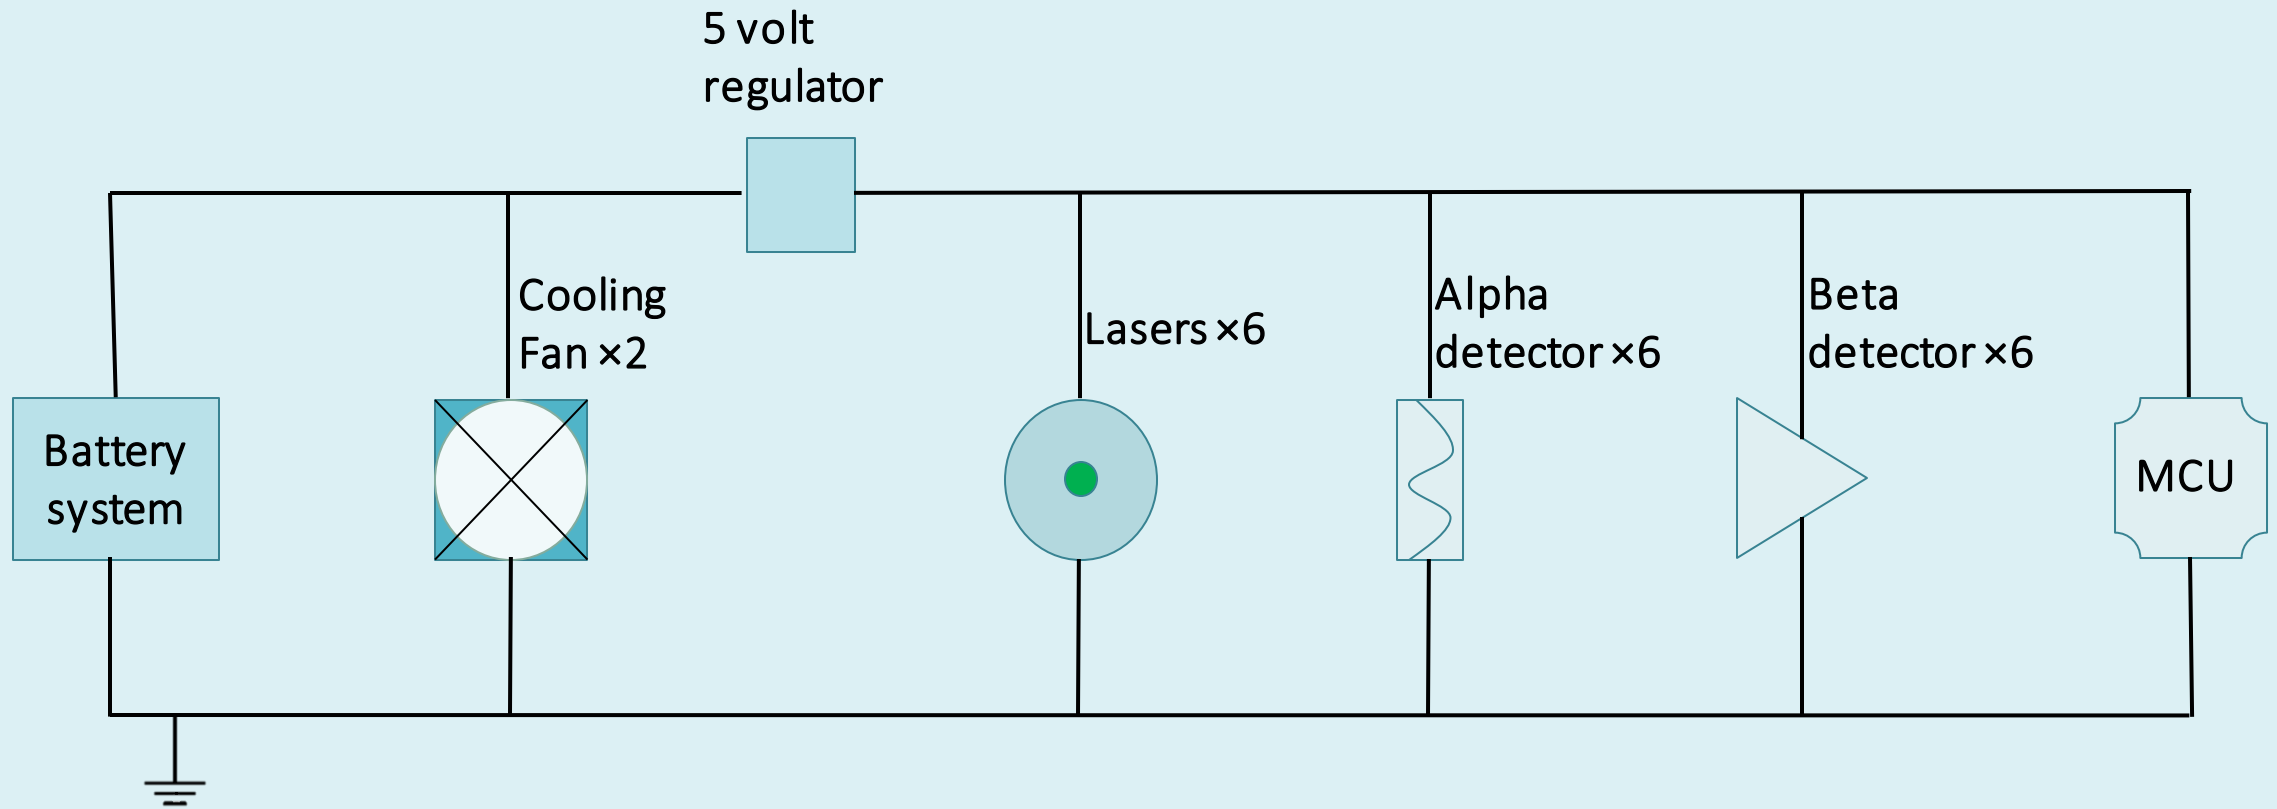 5 volt
regulator
Cooling
Fan ×2
Lasers ×6
Alpha
detector ×6
Beta
detector ×6
Battery
system
MCU